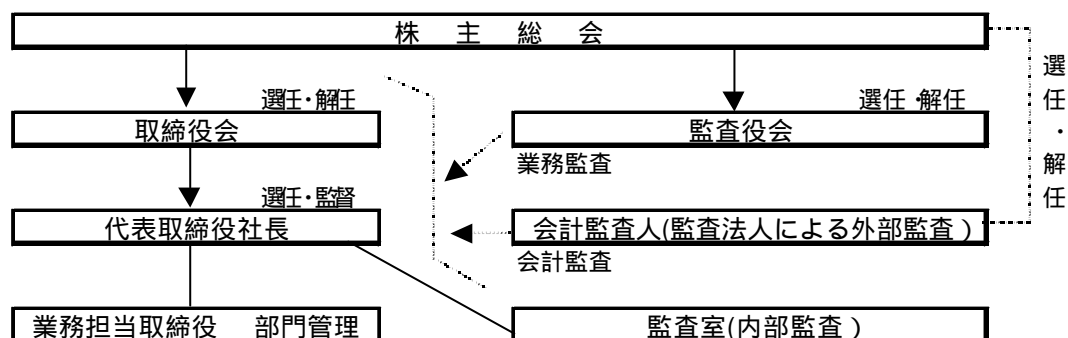 株 主 総 会
選任・解任
選任・解任
選任・解任
取締役会
監査役会
業務監査
選任・監督
代表取締役社長
会計監査人(監査法人による外部監査)
会計監査
業務担当取締役 部門管理
監査室(内部監査)